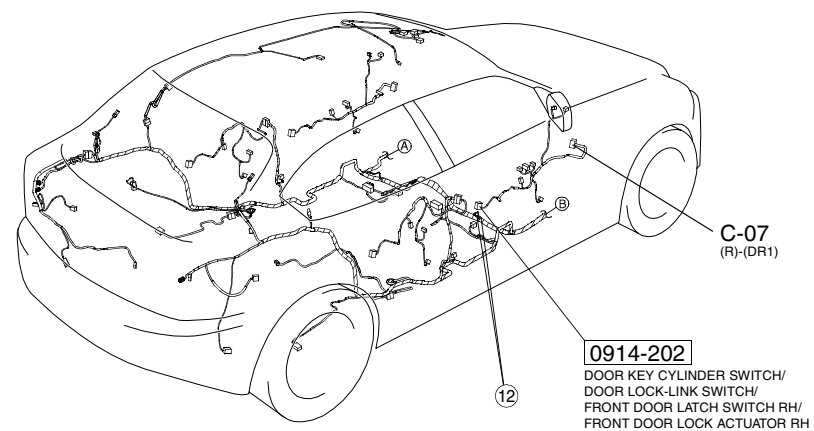 A
B
C-07
(R)-(DR1)
0914-202
DOOR KEY CYLINDER SWITCH/
DOOR LOCK-LINK SWITCH/
FRONT DOOR LATCH SWITCH RH/
FRONT DOOR LOCK ACTUATOR RH
12